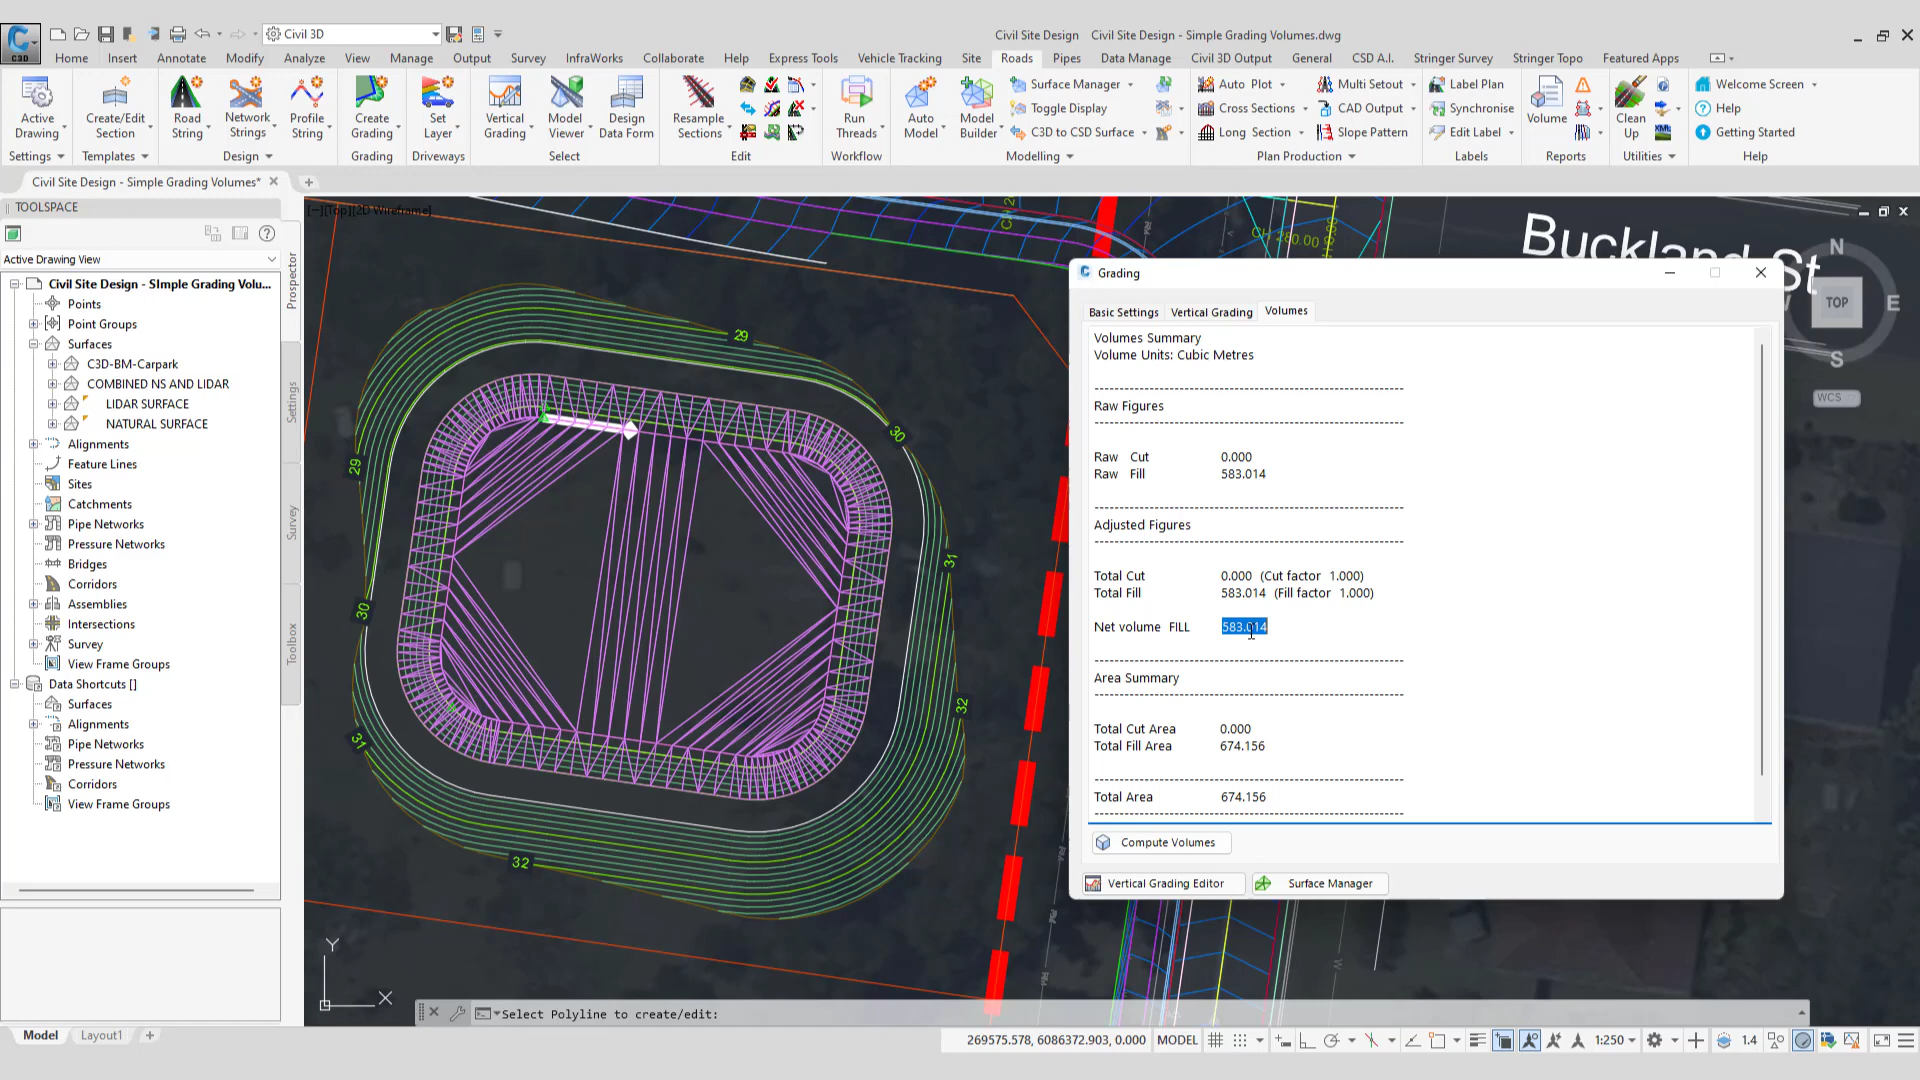 Civil 3D
Civil Site Design
Civil Site Design - Simple Grading Volumes.dwg
C3D
Home
Insert
Annotate
Modify
Analyze
View
Manage
Output
Survey
InfraWorks
Collaborate
Help
Express Tools
Vehicle Tracking
Site
Roads
Pipes
Data Manage
Civil 3D Output
General
CSD A.I.
Stringer Survey
Stringer Topo
Featured Apps
Active Drawing
Create/Edit Section
Road String
Network Strings
Profile String
Create Grading
Set Layer
Vertical Grading
Model Viewer
Design Data Form
Resample Sections
Run Threads
Auto Model
Model Builder
Surface Manager
Toggle Display
C3D to CSD Surface
Auto Plot
Cross Sections
Long Section
Multi Setout
CAD Output
Slope Pattern
Label Plan
Synchronise
Edit Label
Volume
Clean Up
XML
Welcome Screen
Help
Getting Started
Settings
Templates
Design
Grading
Driveways
Select
Edit
Workflow
Modelling
Plan Production
Labels
Reports
Utilities
Help
Civil Site Design - Simple Grading Volumes*
TOOLSPACE
Active Drawing View
Civil Site Design - SImple Grading Volu...
Points
Point Groups
Surfaces
C3D-BM-Carpark
COMBINED NS AND LIDAR
LIDAR SURFACE
NATURAL SURFACE
Alignments
Feature Lines
Sites
Catchments
Pipe Networks
Pressure Networks
Bridges
Corridors
Assemblies
Intersections
Survey
View Frame Groups
Data Shortcuts []
Surfaces
Alignments
Pipe Networks
Pressure Networks
Corridors
View Frame Groups
Prospector
Settings
Survey
Toolbox
[−][Top][2D Wireframe]
CH 280.00
Buckland St
N
TOP
E
S
WCS
29
30
29
31
30
32
31
32
Grading
Basic Settings
Vertical Grading
Volumes
Volumes Summary
Volume Units: Cubic Metres
------------------------------------------------------------
Raw Figures
------------------------------------------------------------
Raw Cut 0.000
Raw Fill 583.014
------------------------------------------------------------
Adjusted Figures
------------------------------------------------------------
Total Cut 0.000 (Cut factor 1.000)
Total Fill 583.014 (Fill factor 1.000)
Net volume FILL 583.014
------------------------------------------------------------
Area Summary
------------------------------------------------------------
Total Cut Area 0.000
Total Fill Area 674.156
------------------------------------------------------------
Total Area 674.156
------------------------------------------------------------
Compute Volumes
Vertical Grading Editor
Surface Manager
Y
X
Select Polyline to create/edit:
Model
Layout1
269575.578, 6086372.903, 0.000
MODEL
1:250
1.4